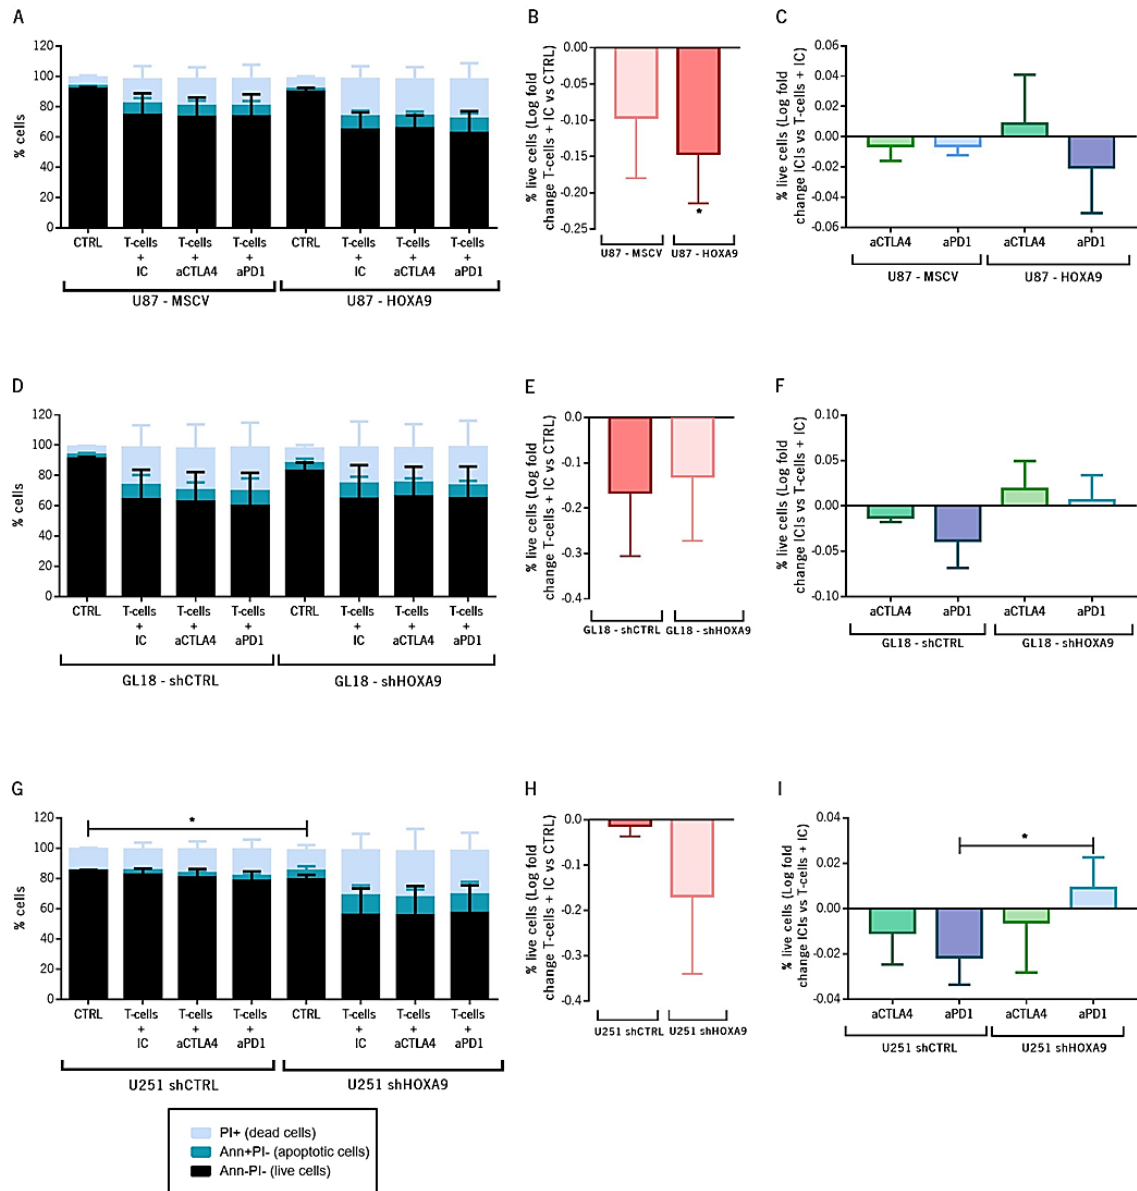 A
120
100
80
60
40
20
0
% cells
CTRL
T-cells
+
IC
T-cells
+
aCTLA4
T-cells
+
aPD1
CTRL
T-cells
+
IC
T-cells
+
aCTLA4
T-cells
+
aPD1
U87 - MSCV
U87 - HOXA9
B
0.00
-0.05
-0.10
-0.15
-0.20
-0.25
% live cells (Log fold
change T-cells + IC vs CTRL)
*
U87 - MSCV
U87 - HOXA9
C
0.06
0.04
0.02
0.00
-0.02
-0.04
-0.06
% live cells (Log fold
change ICIs vs T-cells + IC)
aCTLA4
aPD1
aCTLA4
aPD1
U87 - MSCV
U87 - HOXA9
D
120
100
80
60
40
20
0
% cells
CTRL
T-cells
+
IC
T-cells
+
aCTLA4
T-cells
+
aPD1
CTRL
T-cells
+
IC
T-cells
+
aCTLA4
T-cells
+
aPD1
GL18 - shCTRL
GL18 - shHOXA9
E
0.0
-0.1
-0.2
-0.3
-0.4
% live cells (Log fold
change T-cells + IC vs CTRL)
GL18 - shCTRL
GL18 - shHOXA9
F
0.10
0.05
0.00
-0.05
-0.10
% live cells (Log fold
change ICIs vs T-cells + IC)
aCTLA4
aPD1
aCTLA4
aPD1
GL18 - shCTRL
GL18 - shHOXA9
G
120
100
80
60
40
20
0
% cells
*
CTRL
T-cells
+
IC
T-cells
+
aCTLA4
T-cells
+
aPD1
CTRL
T-cells
+
IC
T-cells
+
aCTLA4
T-cells
+
aPD1
U251 shCTRL
U251 shHOXA9
H
0.0
-0.1
-0.2
-0.3
-0.4
% live cells (Log fold
change T-cells + IC vs CTRL)
U251 shCTRL
U251 shHOXA9
I
0.04
0.02
0.00
-0.02
-0.04
% live cells (Log fold
change ICIs vs T-cells + IC)
*
aCTLA4
aPD1
aCTLA4
aPD1
U251 shCTRL
U251 shHOXA9
PI+ (dead cells)
Ann+PI- (apoptotic cells)
Ann-PI- (live cells)